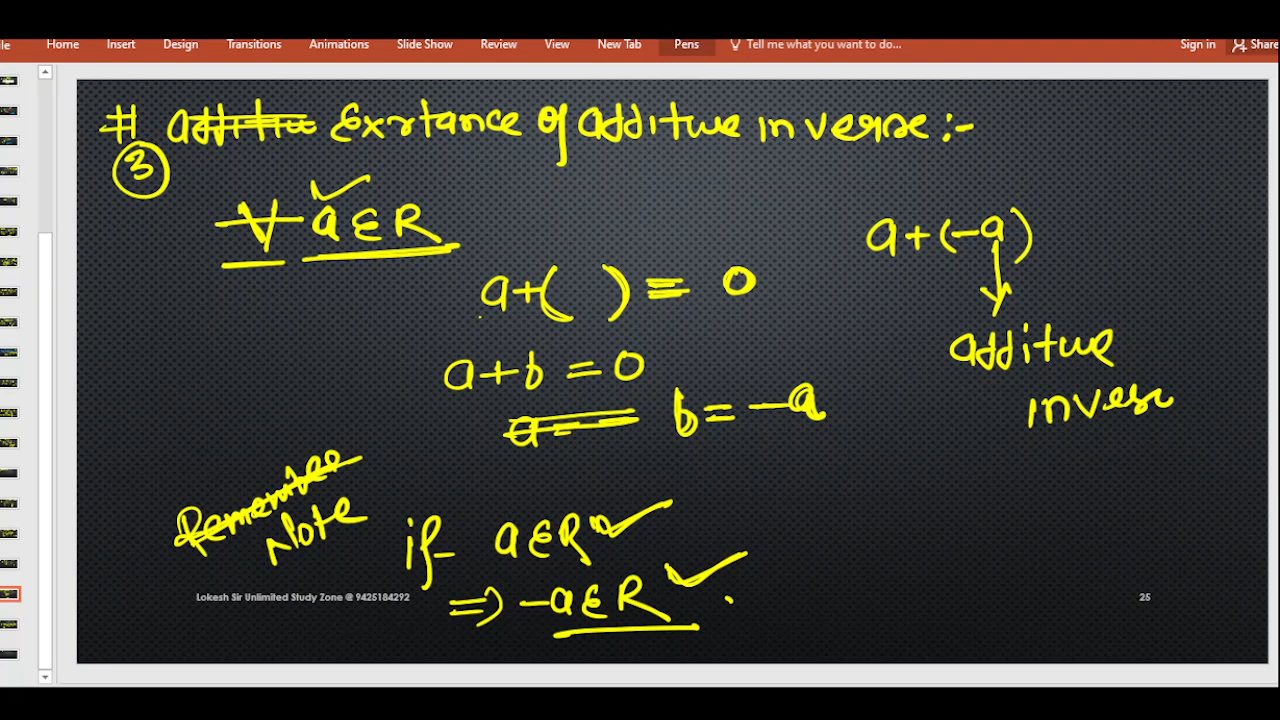 Home Insert Design Transitions Animations Slide Show Review View New Tab Pens Tell me what you want to do... Sign in Share
# additive Existance of additive inverse :-
③
∀ a ∈ R
a + ( ) = 0
a + b = 0
a = b = -a
a + (-a)
additive
inverse
Remember
Note
if a ∈ R
⇒ -a ∈ R
Lokesh Sir Unlimited Study Zone @ 9425184292
25